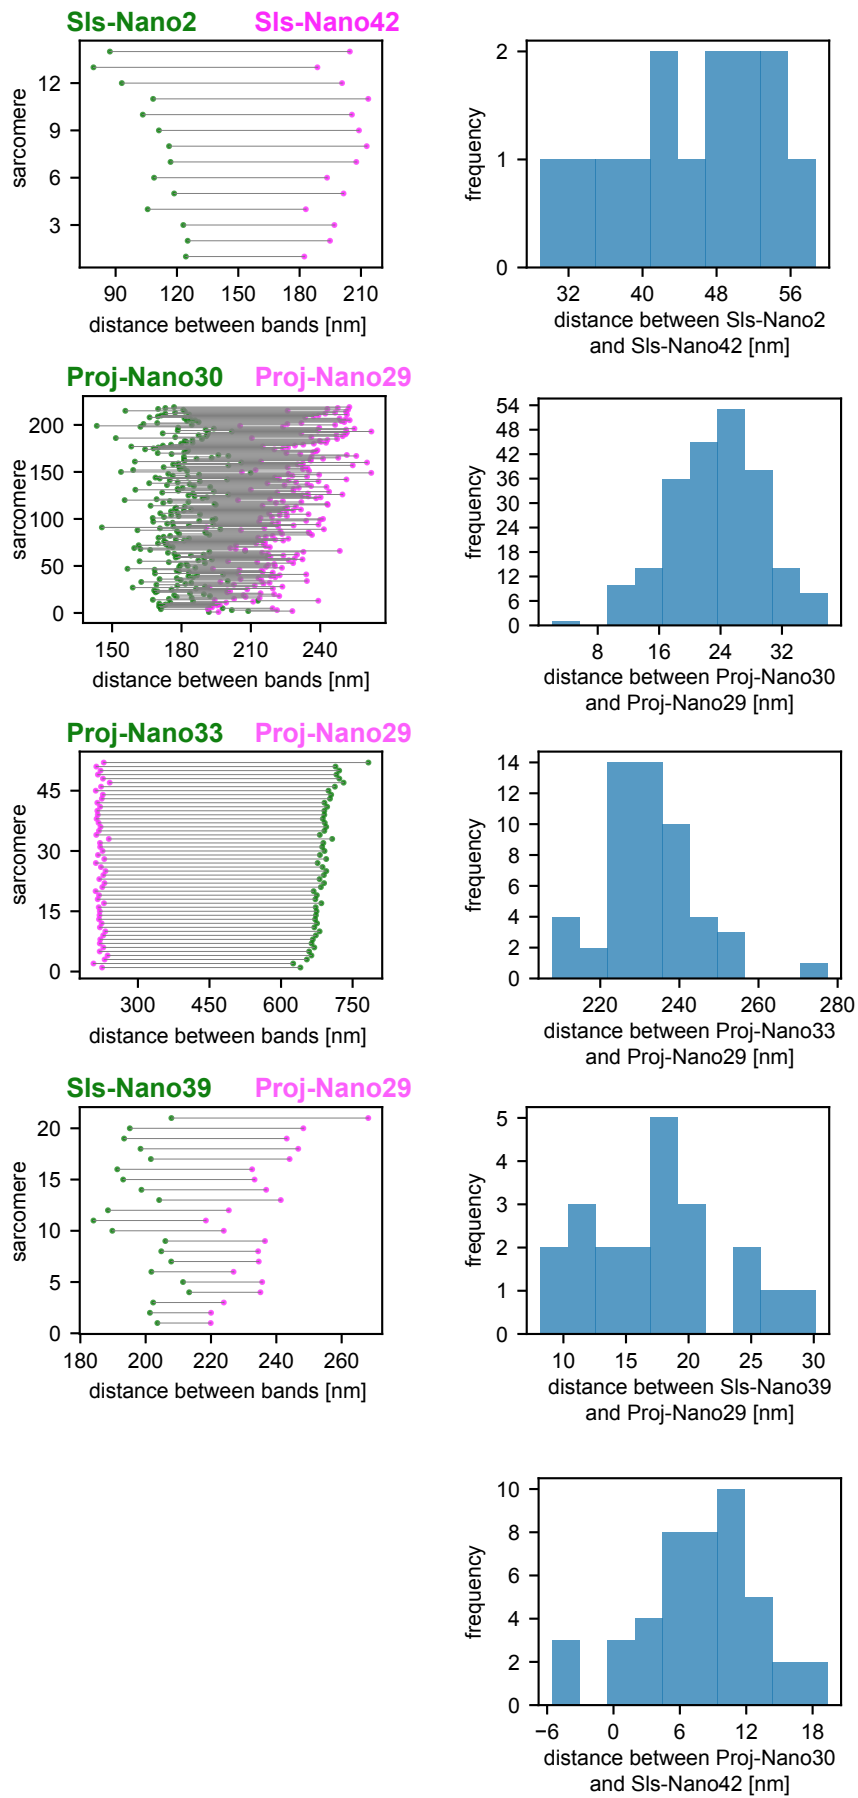 Sls-Nano2 Sls-Nano42
12
9
6
3
sarcomere
90 120 150 180 210
distance between bands [nm]
2
1
0
frequency
32 40 48 56
distance between Sls-Nano2
and Sls-Nano42 [nm]
Proj-Nano30 Proj-Nano29
200
150
100
50
0
sarcomere
150 180 210 240
distance between bands [nm]
54
48
42
36
30
24
18
12
6
0
frequency
8 16 24 32
distance between Proj-Nano30
and Proj-Nano29 [nm]
Proj-Nano33 Proj-Nano29
45
30
15
0
sarcomere
300 450 600 750
distance between bands [nm]
14
12
10
8
6
4
2
0
frequency
220 240 260 280
distance between Proj-Nano33
and Proj-Nano29 [nm]
Sls-Nano39 Proj-Nano29
20
15
10
5
0
sarcomere
180 200 220 240 260
distance between bands [nm]
5
4
3
2
1
0
frequency
10 15 20 25 30
distance between Sls-Nano39
and Proj-Nano29 [nm]
10
8
6
4
2
0
frequency
−6 0 6 12 18
distance between Proj-Nano30
and Sls-Nano42 [nm]